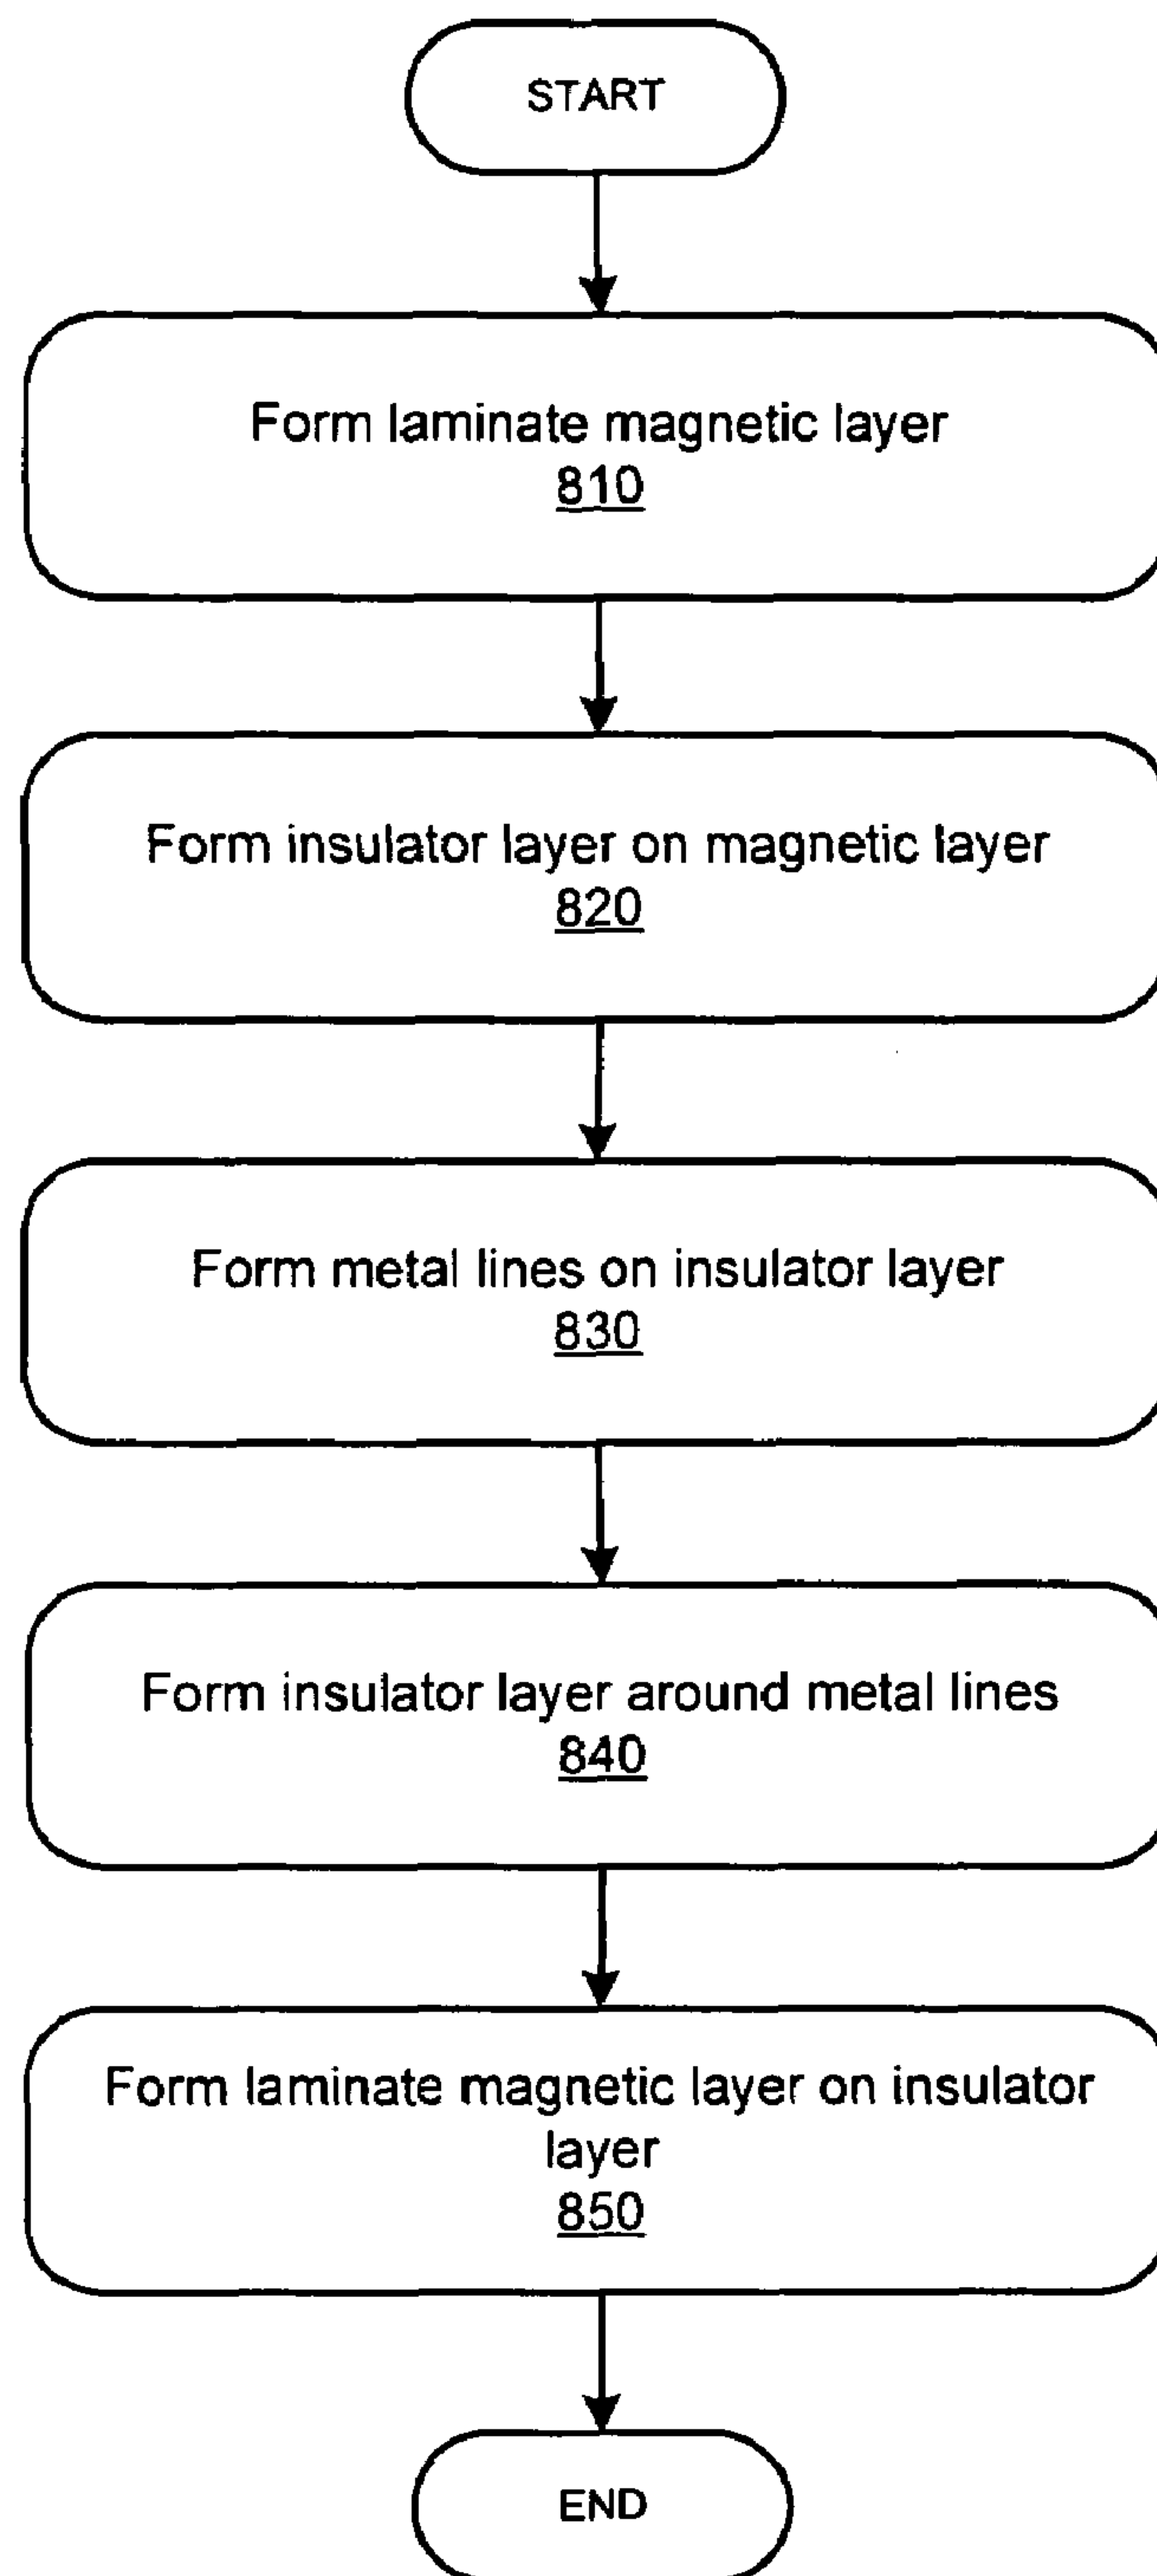 START
Form laminate magnetic layer
810
Form insulator layer on magnetic layer
820
Form metal lines on insulator layer
830
Form insulator layer around metal lines
840
Form laminate magnetic layer on insulator
layer
850
END